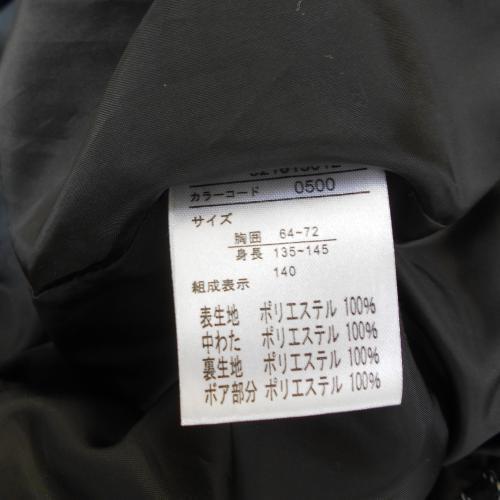 カラーコード 0500
サイズ
胸囲 64-72
身長 135-145
140
組成表示
表生地 ポリエステル 100%
中わた ポリエステル 100%
裏生地 ポリエステル 100%
ボア部分 ポリエステル 100%